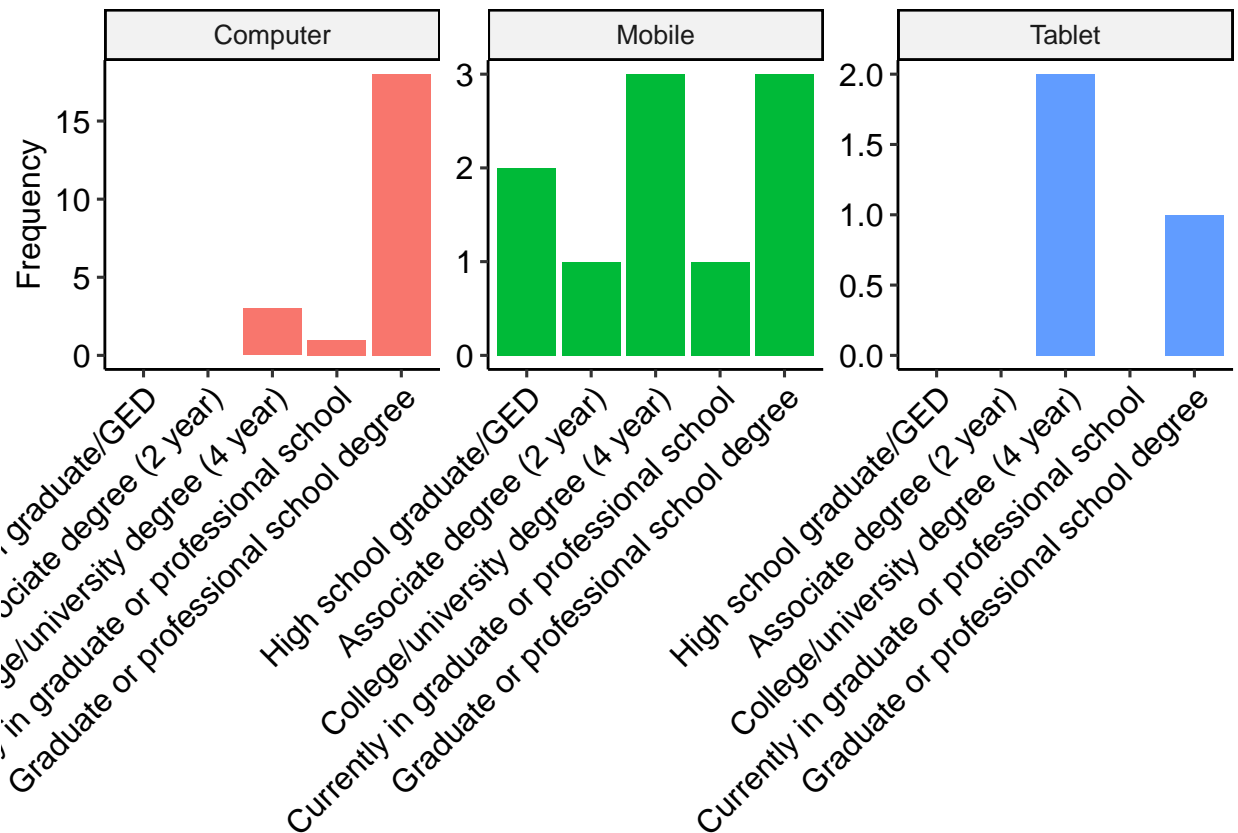 Computer
Mobile
Tablet
Frequency
0
5
10
15
0
1
2
3
0.0
0.5
1.0
1.5
2.0
graduate/GED
ociate degree (2 year)
ge/university degree (4 year)
in graduate or professional school
Graduate or professional school degree
High school graduate/GED
Associate degree (2 year)
College/university degree (4 year)
Currently in graduate or professional school
Graduate or professional school degree
High school graduate/GED
Associate degree (2 year)
College/university degree (4 year)
Currently in graduate or professional school
Graduate or professional school degree